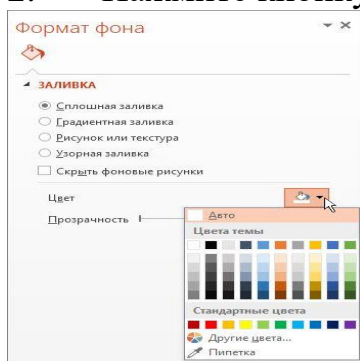 Формат фона
ЗАЛИВКА
Сплошная заливка
Градиентная заливка
Рисунок или текстура
Узорная заливка
Скрыть фоновые рисунки
Цвет
Прозрачность
Авто
Цвета темы
Стандартные цвета
Другие цвета...
Пипетка